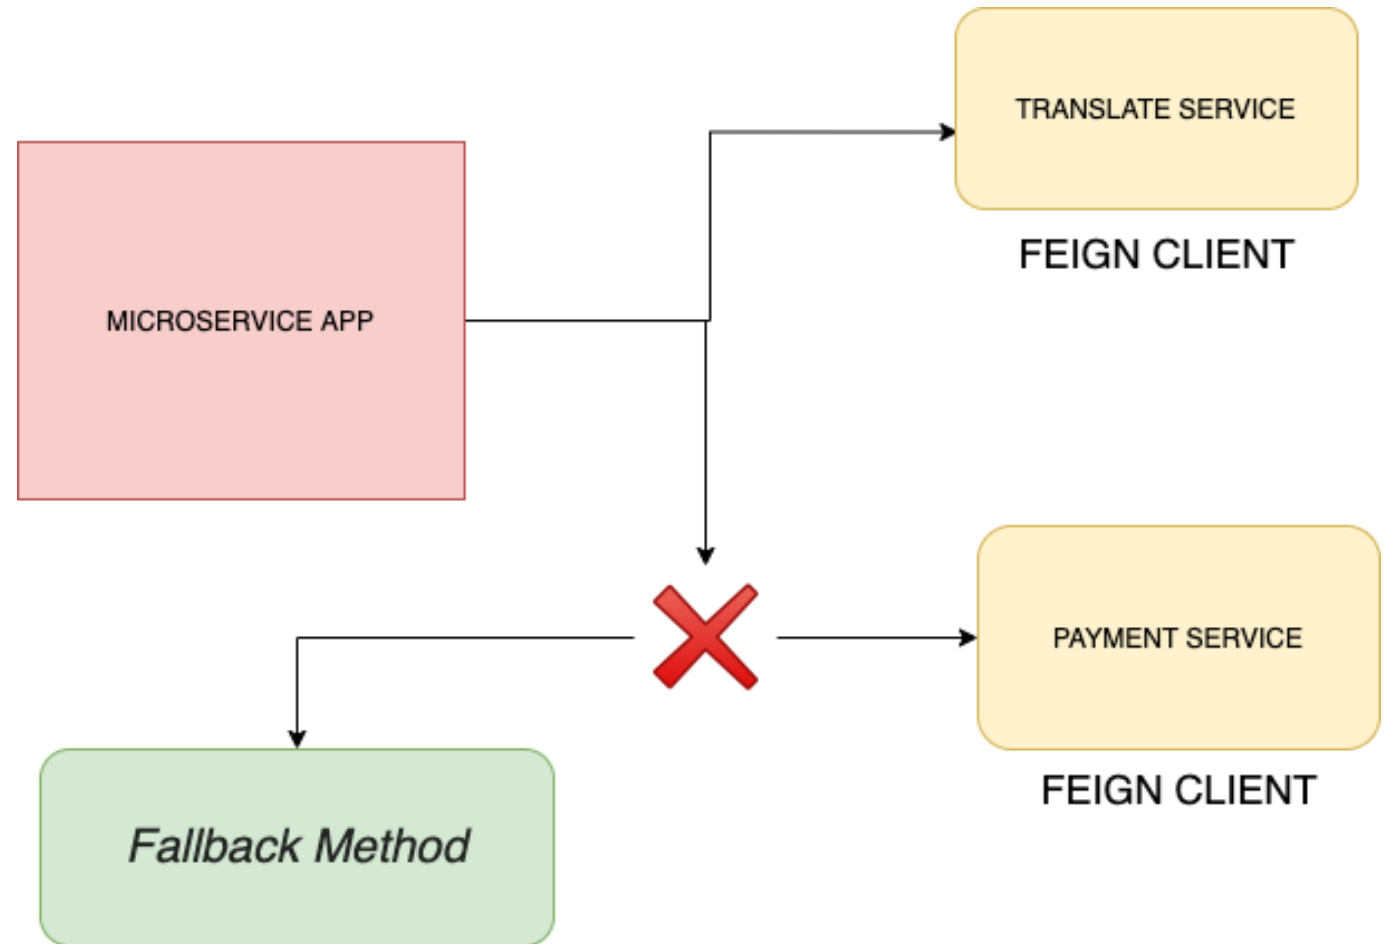 TRANSLATE SERVICE
FEIGN CLIENT
MICROSERVICE APP
PAYMENT SERVICE
FEIGN CLIENT
Fallback Method